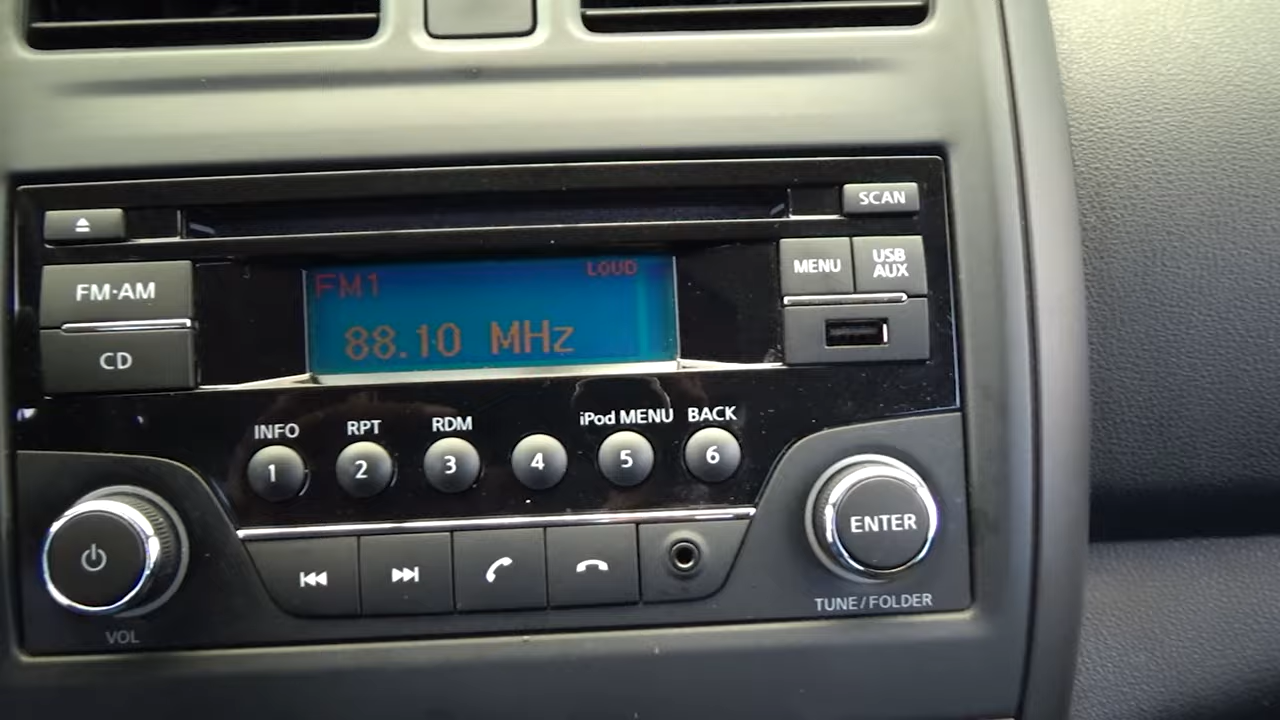 SCAN
FM·AM
CD
FM1
LOUD
88.10 MHz
MENU
USB
AUX
INFO
RPT
RDM
iPod MENU
BACK
1
2
3
4
5
6
VOL
ENTER
TUNE/FOLDER